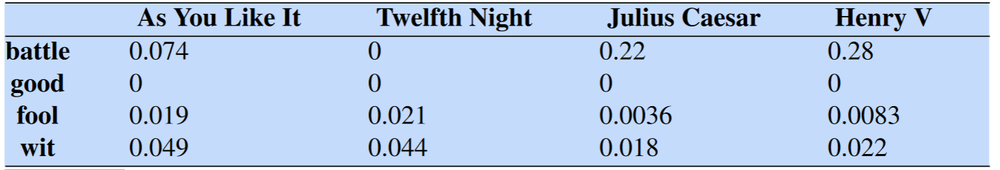 As You Like It Twelfth Night Julius Caesar Henry V
battle 0.074 0 0.22 0.28
good 0 0 0 0
fool 0.019 0.021 0.0036 0.0083
wit 0.049 0.044 0.018 0.022